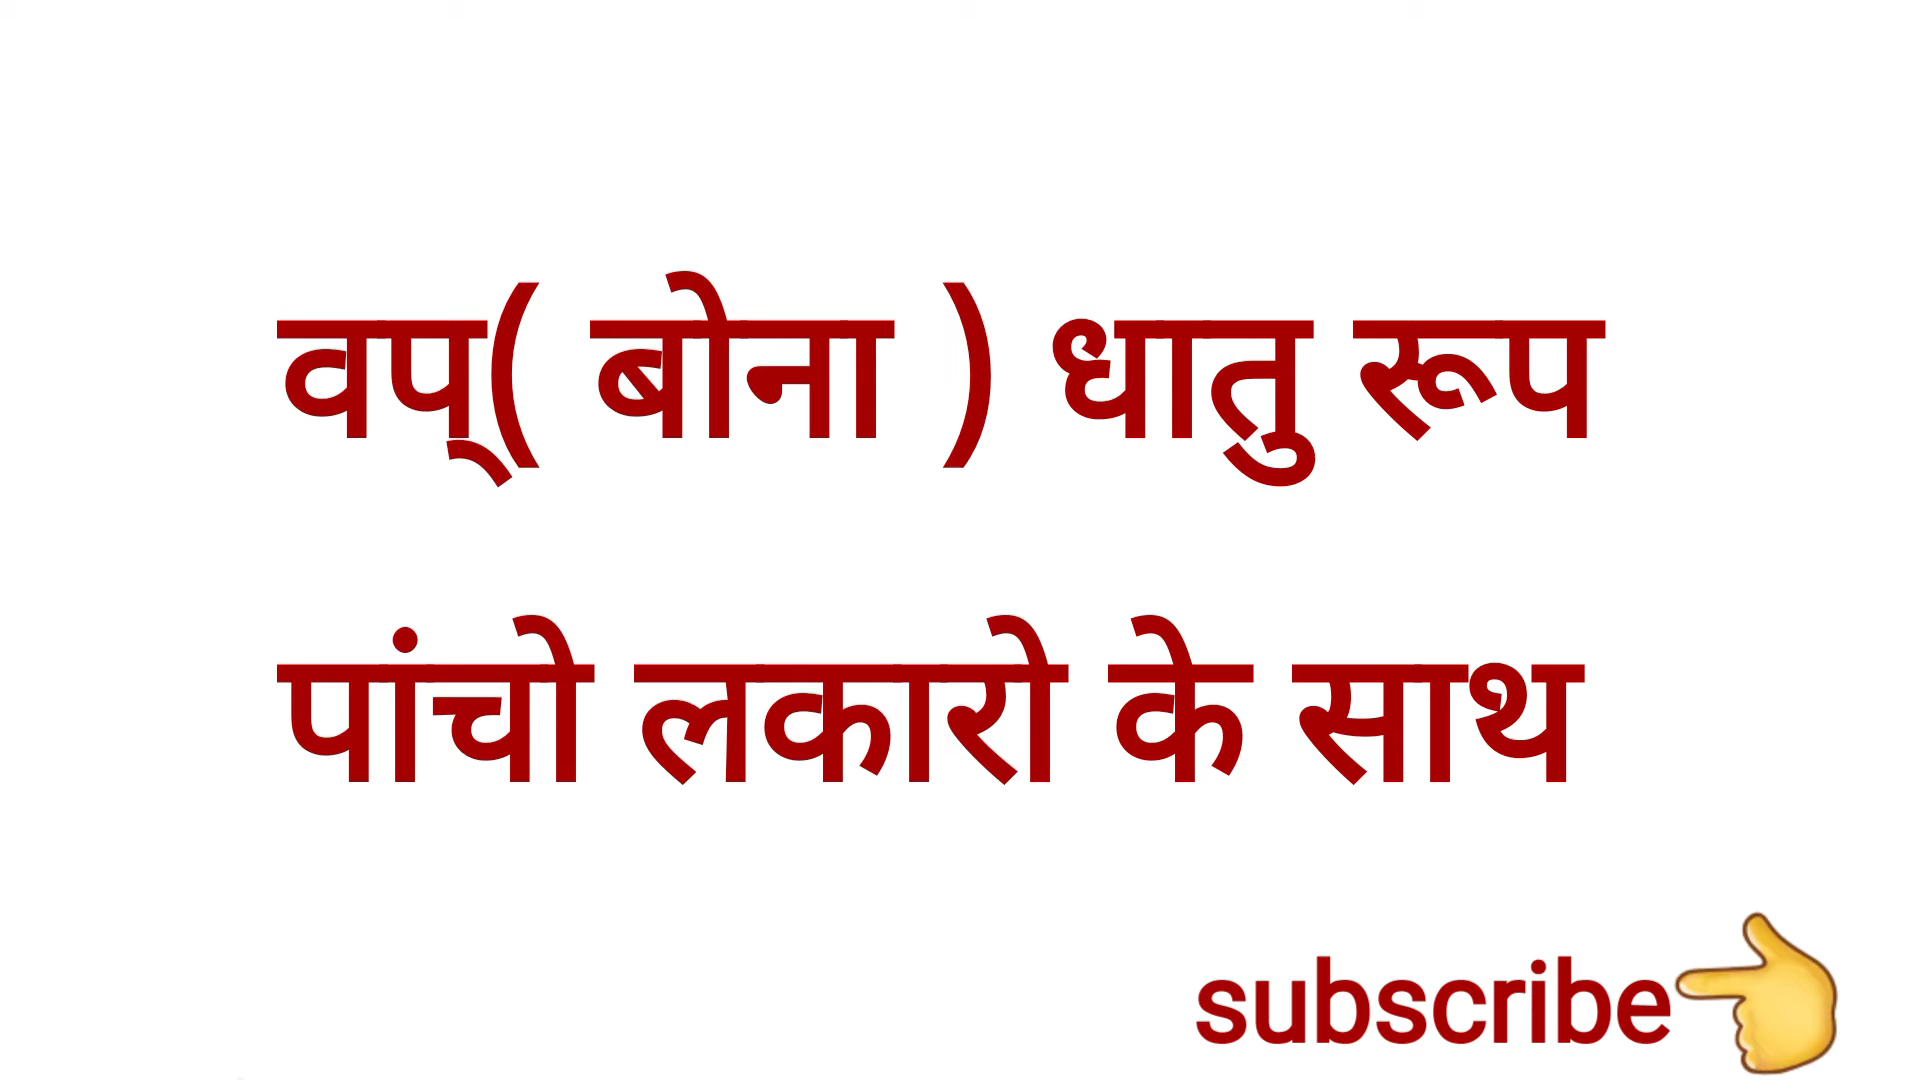 वप्( बोना ) धातु रूप
पांचो लकारो के साथ
subscribe